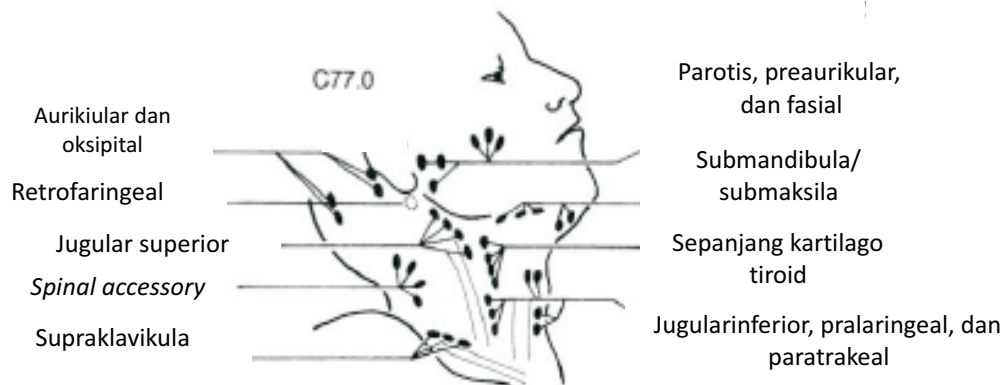 C77.0
Aurikiular dan
oksipital
Retrofaringeal
Jugular superior
Spinal accessory
Supraklavikula
Parotis, preaurikular,
dan fasial
Submandibula/
submaksila
Sepanjang kartilago
tiroid
Jugularinferior, pralaringeal, dan
paratrakeal